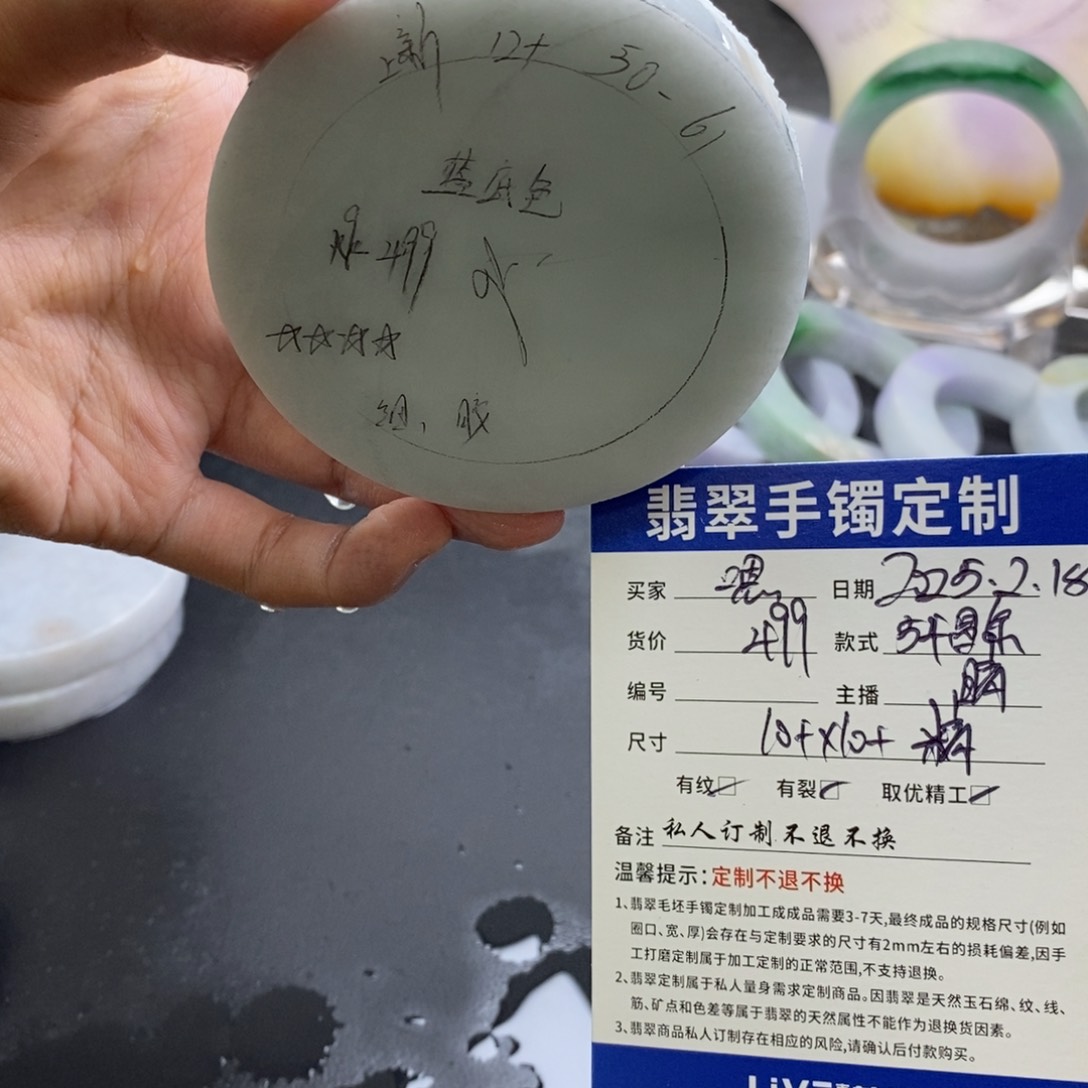 上新 12+ 50-61
蓝底色
499
☆☆☆☆
细、胶
翡翠手镯定制
买家 日期 2025.2.18
货价 499 款式 54圆条
编号 主播
尺寸 10+x10+
有纹☑ 有裂☑ 取优精工☑
备注 私人订制不退不换
温馨提示:定制不退不换
1、翡翠毛坯手镯定制加工成成品需要3-7天,最终成品的规格尺寸(例如
圈口、宽、厚)会存在与定制要求的尺寸有2mm左右的损耗偏差,因手
工打磨定制属于加工定制的正常范围,不支持退换。
2、翡翠定制属于私人量身需求定制商品。因翡翠是天然玉石绵、纹、线、
筋、矿点和色差等属于翡翠的天然属性不能作为退换货因素。
3、翡翠商品私人订制存在相应的风险,请确认后付款购买。